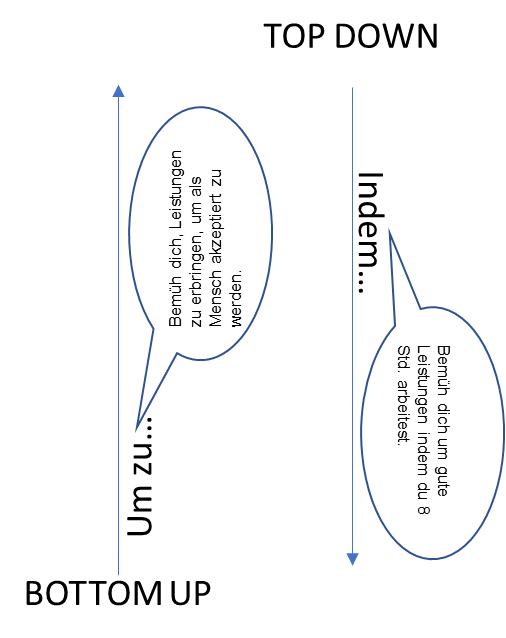 TOP DOWN
Bemüh dich, Leistungen
zu erbringen, um als
Mensch akzeptiert zu
werden.
Um zu...
Indem...
Bemüh dich um gute
Leistungen indem du 8
Std. arbeitest.
BOTTOM UP